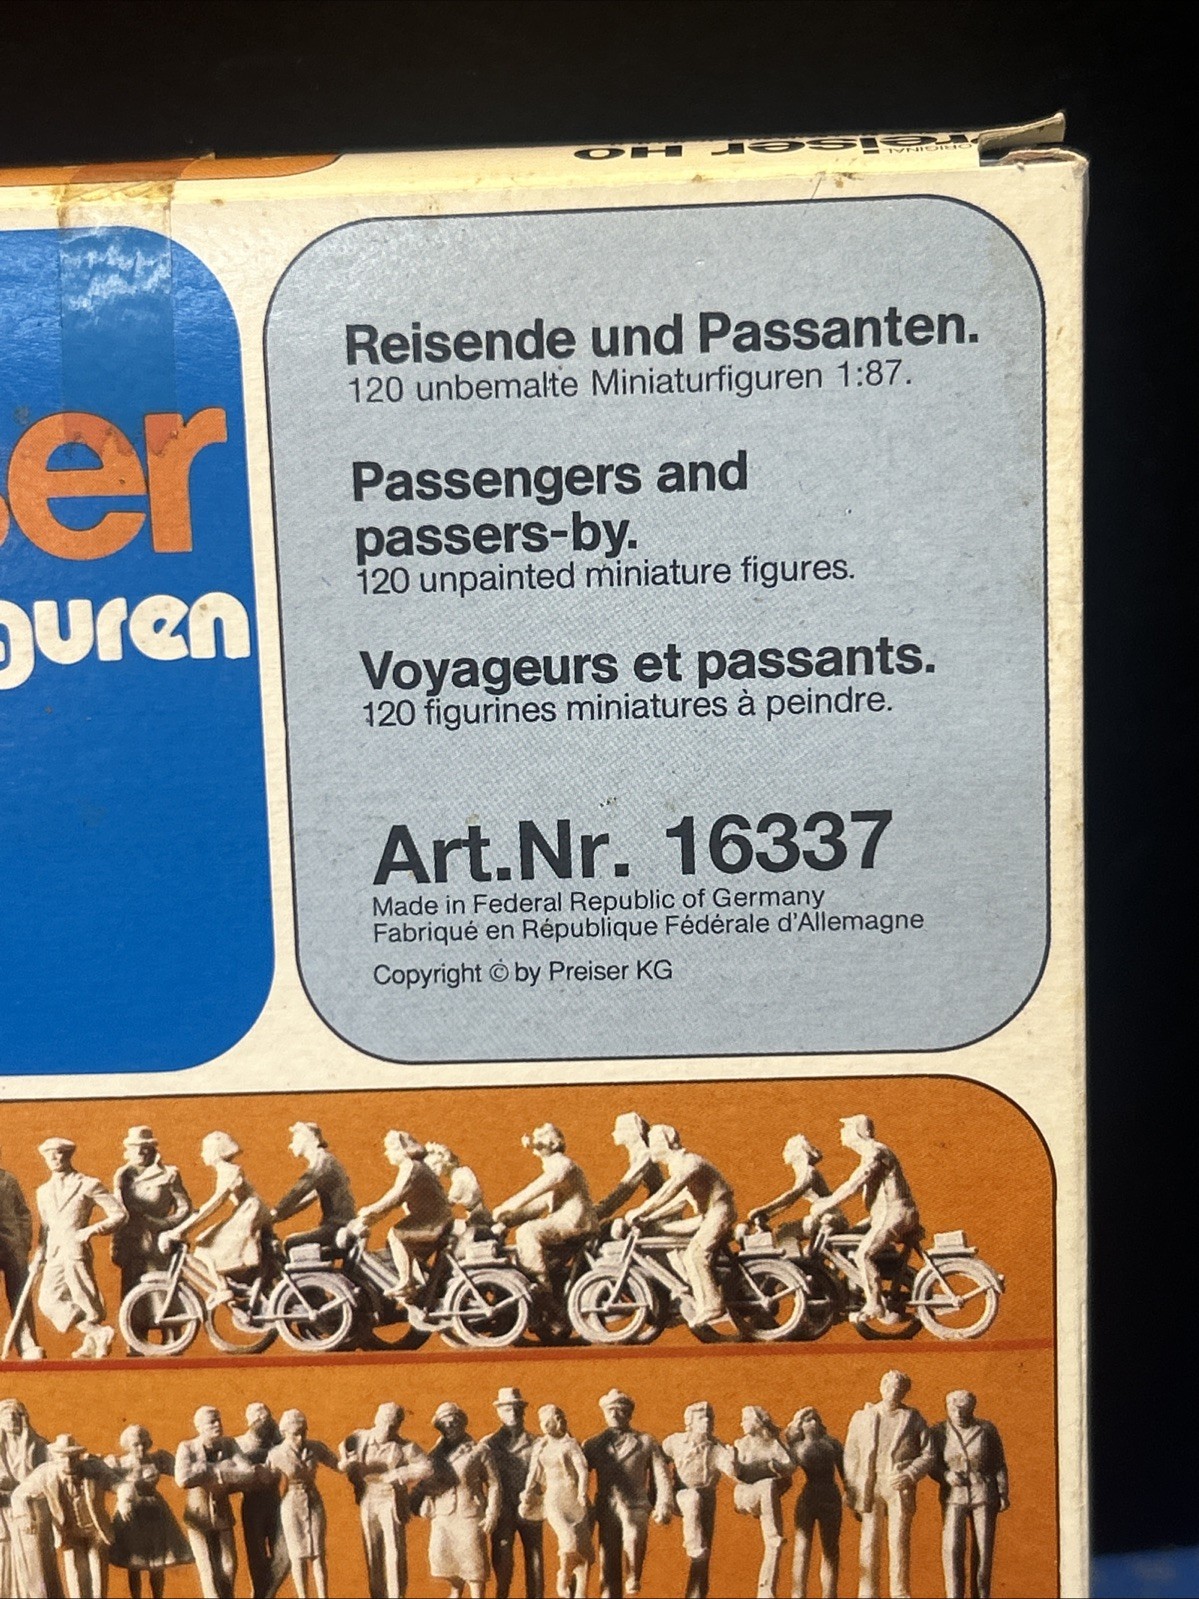 ORIGINAL
reiser HO
ser
guren
Reisende und Passanten.
120 unbemalte Miniaturfiguren 1:87.
Passengers and
passers-by.
120 unpainted miniature figures.
Voyageurs et passants.
120 figurines miniatures à peindre.
Art.Nr. 16337
Made in Federal Republic of Germany
Fabriqué en République Fédérale d'Allemagne
Copyright © by Preiser KG